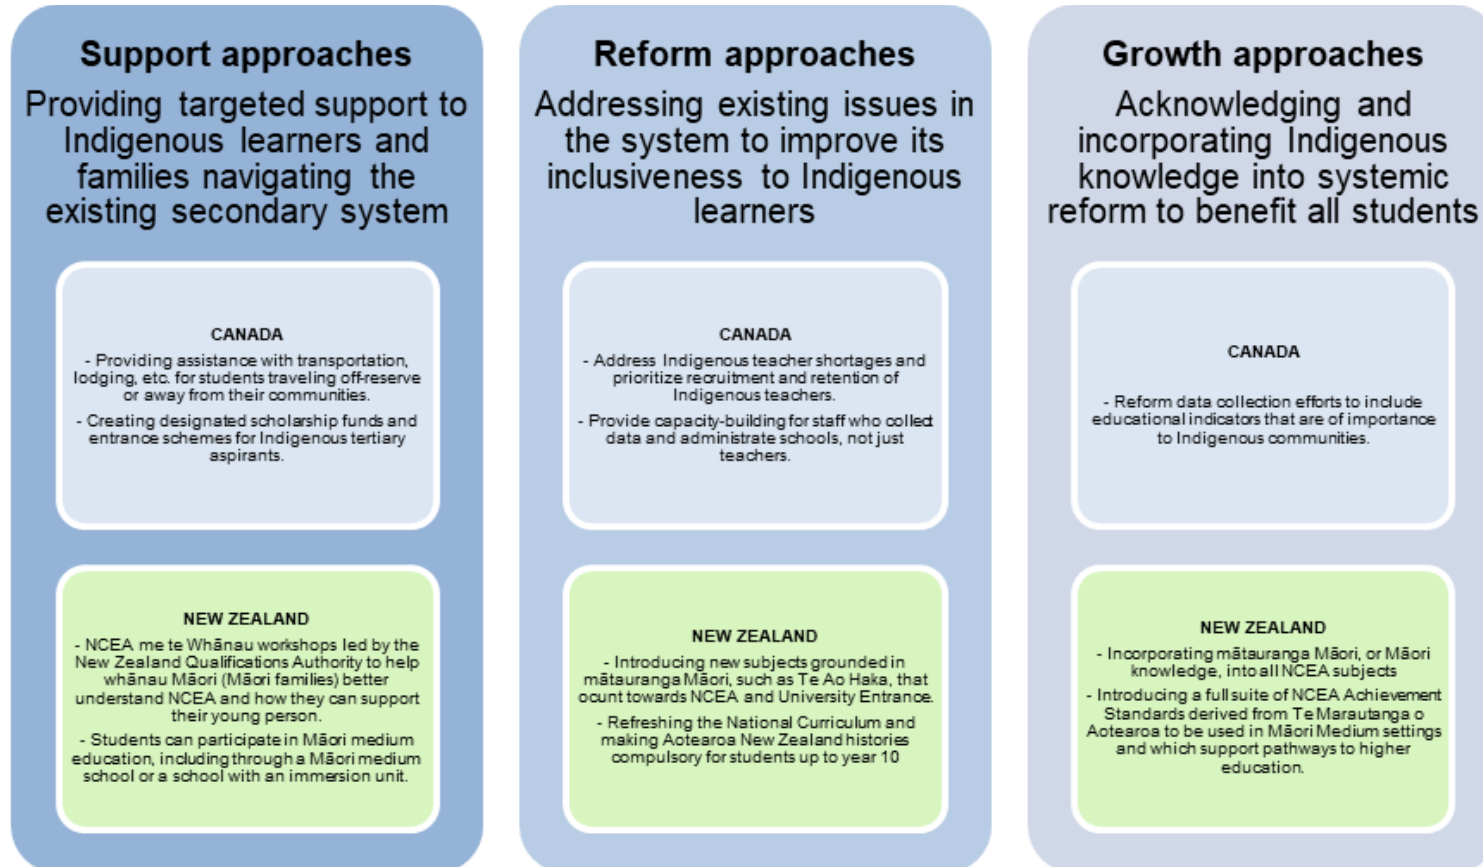 Support approaches
Providing targeted support to
Indigenous learners and
families navigating the
existing secondary system
CANADA
- Providing assistance with transportation,
lodging, etc. for students traveling off-reserve
or away from their communities.
- Creating designated scholarship funds and
entrance schemes for Indigenous tertiary
aspirants.
NEW ZEALAND
- NCEA me te Whānau workshops led by the
New Zealand Qualifications Authority to help
whānau Māori (Māori families) better
understand NCEA and how they can support
their young person.
- Students can participate in Māori medium
education, including through a Māori medium
school or a school with an immersion unit.
Reform approaches
Addressing existing issues in
the system to improve its
inclusiveness to Indigenous
learners
CANADA
- Address Indigenous teacher shortages and
prioritize recruitment and retention of
Indigenous teachers.
- Provide capacity-building for staff who collect
data and administrate schools, not just
teachers.
NEW ZEALAND
- Introducing new subjects grounded in
mātauranga Māori, such as Te Ao Haka, that
ocunt towards NCEA and University Entrance.
- Refreshing the National Curriculum and
making Aotearoa New Zealand histories
compulsory for students up to year 10
Growth approaches
Acknowledging and
incorporating Indigenous
knowledge into systemic
reform to benefit all students
CANADA
- Reform data collection efforts to include
educational indicators that are of importance
to Indigenous communities.
NEW ZEALAND
- Incorporating mātauranga Māori, or Māori
knowledge, into all NCEA subjects
- Introducing a full suite of NCEA Achievement
Standards derived from Te Marautanga o
Aotearoa to be used in Māori Medium settings
and which support pathways to higher
education.